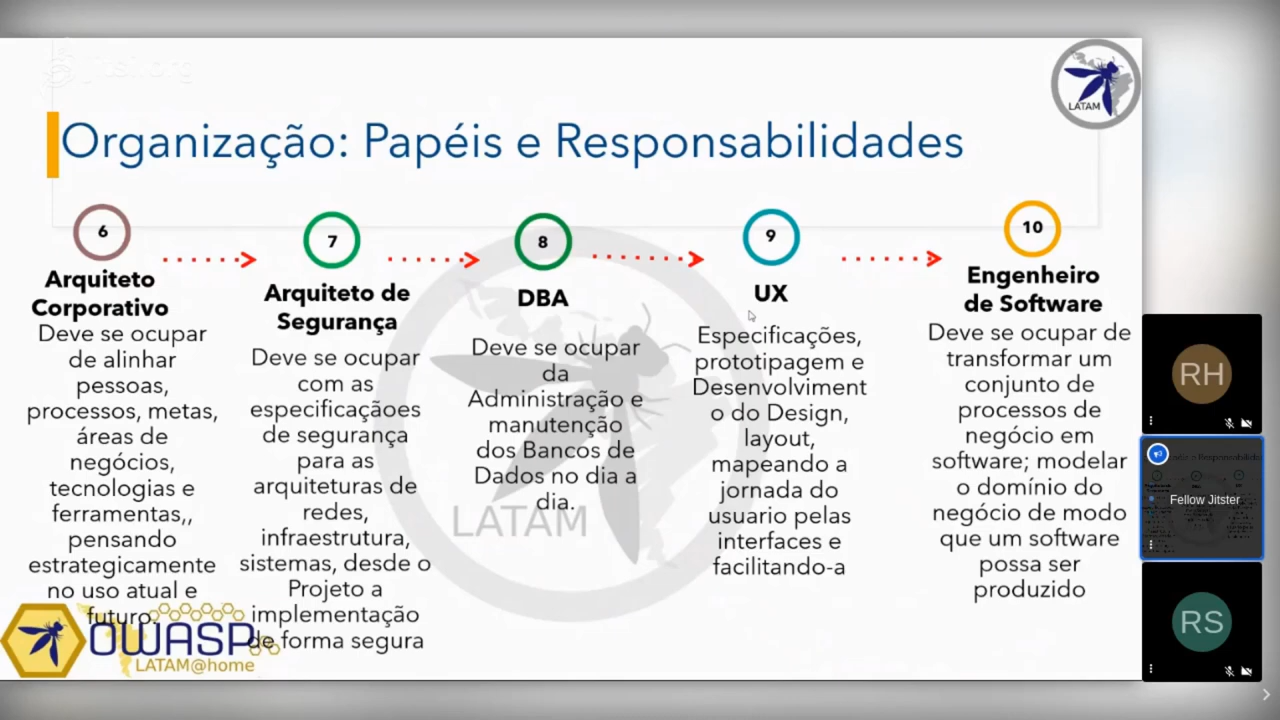 jitsi.org
LATAM
Organização: Papéis e Responsabilidades
6
Arquiteto
Corporativo
Deve se ocupar
de alinhar
pessoas,
processos, metas,
áreas de
negócios,
tecnologias e
ferramentas,,
pensando
estrategicamente
no uso atual e
futuro.
7
Arquiteto de
Segurança
Deve se ocupar
com as
especificaçãoes
de segurança
para as
arquiteturas de
redes,
infraestrutura,
sistemas, desde o
Projeto a
implementação
de forma segura
8
DBA
Deve se ocupar
da
Administração e
manutenção
dos Bancos de
Dados no dia a
dia.
9
UX
Especificações,
prototipagem e
Desenvolviment
o do Design,
layout,
mapeando a
jornada do
usuario pelas
interfaces e
facilitando-a
10
Engenheiro
de Software
Deve se ocupar de
transformar um
conjunto de
processos de
negócio em
software; modelar
o domínio do
negócio de modo
que um software
possa ser
produzido
LATAM
OWASP
LATAM@home
RH
Fellow Jitster
RS